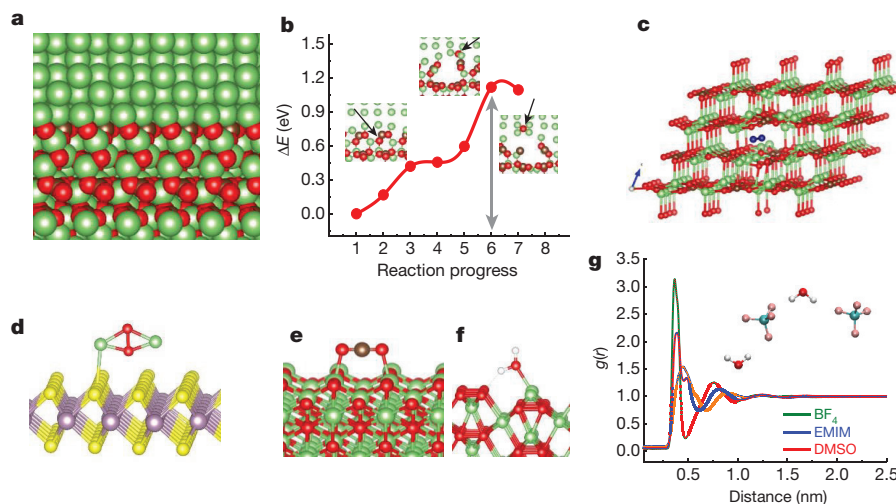 a
b
1.5
1.2
0.9
0.6
0.3
0.0
ΔE (eV)
1 2 3 4 5 6 7 8
Reaction progress
c
d
e
f
g
3.5
3.0
2.5
2.0
1.5
1.0
0.5
0.0
g(r)
BF4
EMIM
DMSO
0.5 1.0 1.5 2.0 2.5
Distance (nm)